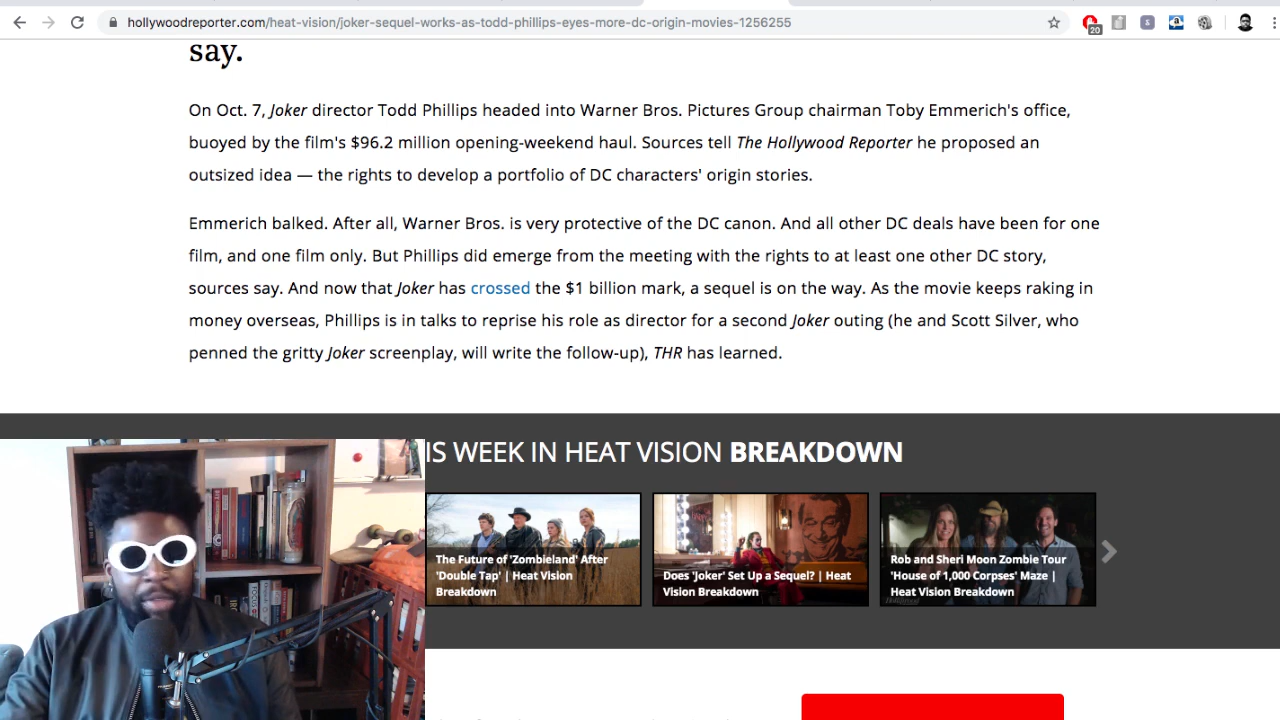 hollywoodreporter.com/heat-vision/joker-sequel-works-as-todd-phillips-eyes-more-dc-origin-movies-1256255
20
say.
On Oct. 7, Joker director Todd Phillips headed into Warner Bros. Pictures Group chairman Toby Emmerich's office,
buoyed by the film's $96.2 million opening-weekend haul. Sources tell The Hollywood Reporter he proposed an
outsized idea — the rights to develop a portfolio of DC characters' origin stories.
Emmerich balked. After all, Warner Bros. is very protective of the DC canon. And all other DC deals have been for one
film, and one film only. But Phillips did emerge from the meeting with the rights to at least one other DC story,
sources say. And now that Joker has crossed the $1 billion mark, a sequel is on the way. As the movie keeps raking in
money overseas, Phillips is in talks to reprise his role as director for a second Joker outing (he and Scott Silver, who
penned the gritty Joker screenplay, will write the follow-up), THR has learned.
IS WEEK IN HEAT VISION BREAKDOWN
The Future of 'Zombieland' After
'Double Tap' | Heat Vision
Breakdown
Does 'Joker' Set Up a Sequel? | Heat
Vision Breakdown
Rob and Sheri Moon Zombie Tour
'House of 1,000 Corpses' Maze |
Heat Vision Breakdown